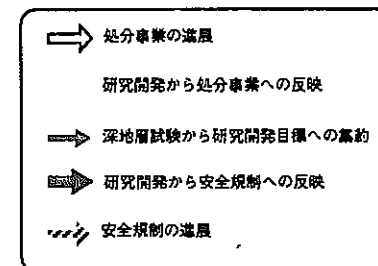 処分事業の進展
研究開発から処分事業への反映
深地層試験から研究開発目標への集約
研究開発から安全規制への反映
安全規制の進展